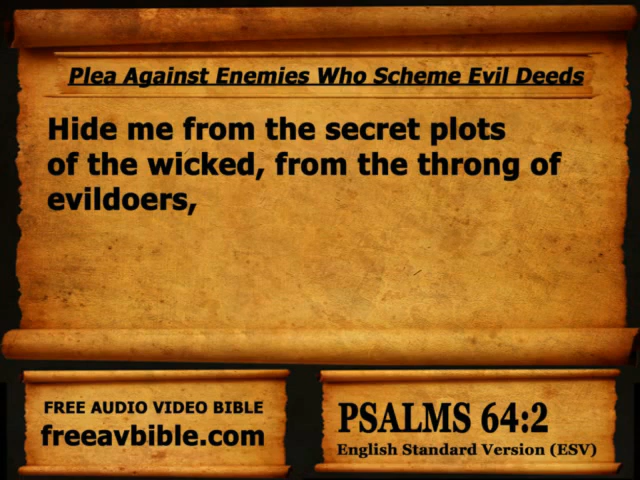 Plea Against Enemies Who Scheme Evil Deeds
Hide me from the secret plots
of the wicked, from the throng of
evildoers,
FREE AUDIO VIDEO BIBLE
freeavbible.com
PSALMS 64:2
English Standard Version (ESV)